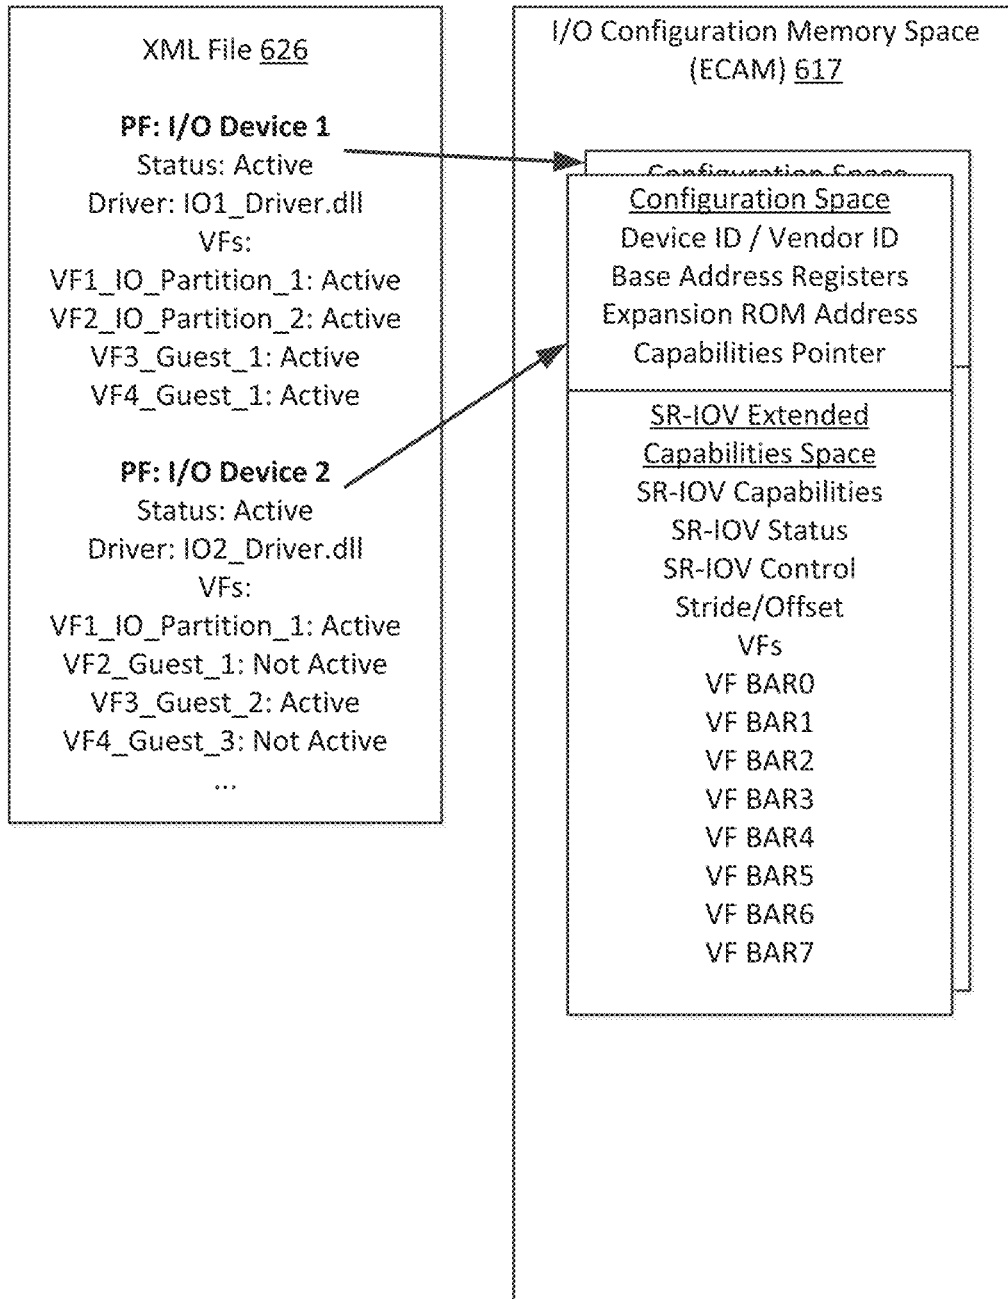 XML File 626
PF: I/O Device 1
Status: Active
Driver: IO1_Driver.dll
VFs:
VF1_IO_Partition_1: Active
VF2_IO_Partition_2: Active
VF3_Guest_1: Active
VF4_Guest_1: Active
PF: I/O Device 2
Status: Active
Driver: IO2_Driver.dll
VFs:
VF1_IO_Partition_1: Active
VF2_Guest_1: Not Active
VF3_Guest_2: Active
VF4_Guest_3: Not Active
...
I/O Configuration Memory Space
(ECAM) 617
Configuration Space
Configuration Space
Device ID / Vendor ID
Base Address Registers
Expansion ROM Address
Capabilities Pointer
SR-IOV Extended
Capabilities Space
SR-IOV Capabilities
SR-IOV Status
SR-IOV Control
Stride/Offset
VFs
VF BAR0
VF BAR1
VF BAR2
VF BAR3
VF BAR4
VF BAR5
VF BAR6
VF BAR7